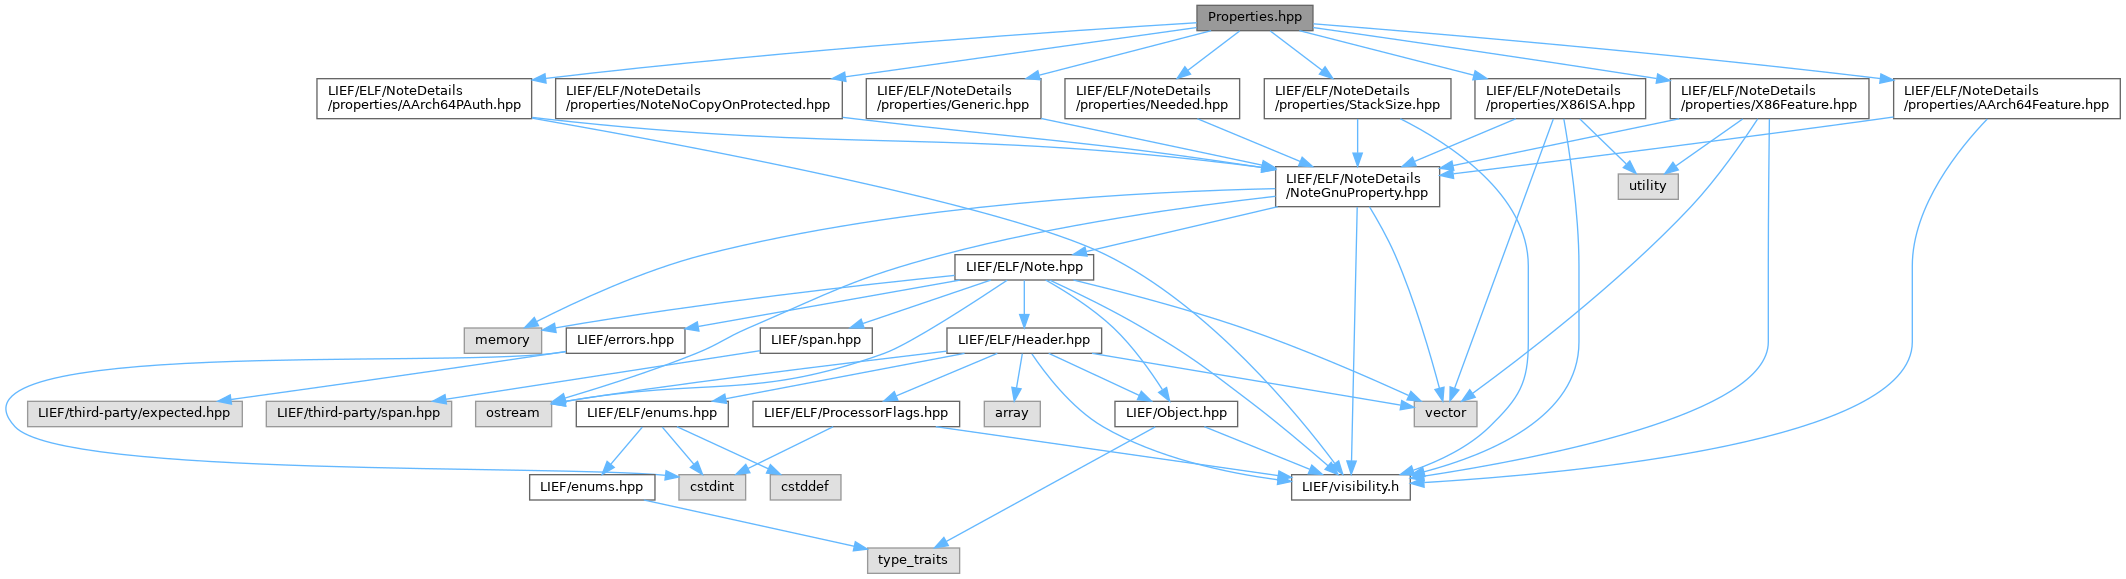 Properties.hpp
LIEF/ELF/NoteDetails
/properties/AArch64PAuth.hpp
LIEF/ELF/NoteDetails
/properties/NoteNoCopyOnProtected.hpp
LIEF/ELF/NoteDetails
/properties/Generic.hpp
LIEF/ELF/NoteDetails
/properties/Needed.hpp
LIEF/ELF/NoteDetails
/properties/StackSize.hpp
LIEF/ELF/NoteDetails
/properties/X86ISA.hpp
LIEF/ELF/NoteDetails
/properties/X86Feature.hpp
LIEF/ELF/NoteDetails
/properties/AArch64Feature.hpp
LIEF/ELF/NoteDetails
/NoteGnuProperty.hpp
utility
LIEF/ELF/Note.hpp
memory
LIEF/errors.hpp
LIEF/span.hpp
LIEF/ELF/Header.hpp
LIEF/third-party/expected.hpp
LIEF/third-party/span.hpp
ostream
LIEF/ELF/enums.hpp
LIEF/ELF/ProcessorFlags.hpp
array
LIEF/Object.hpp
vector
LIEF/enums.hpp
cstdint
cstddef
LIEF/visibility.h
type_traits